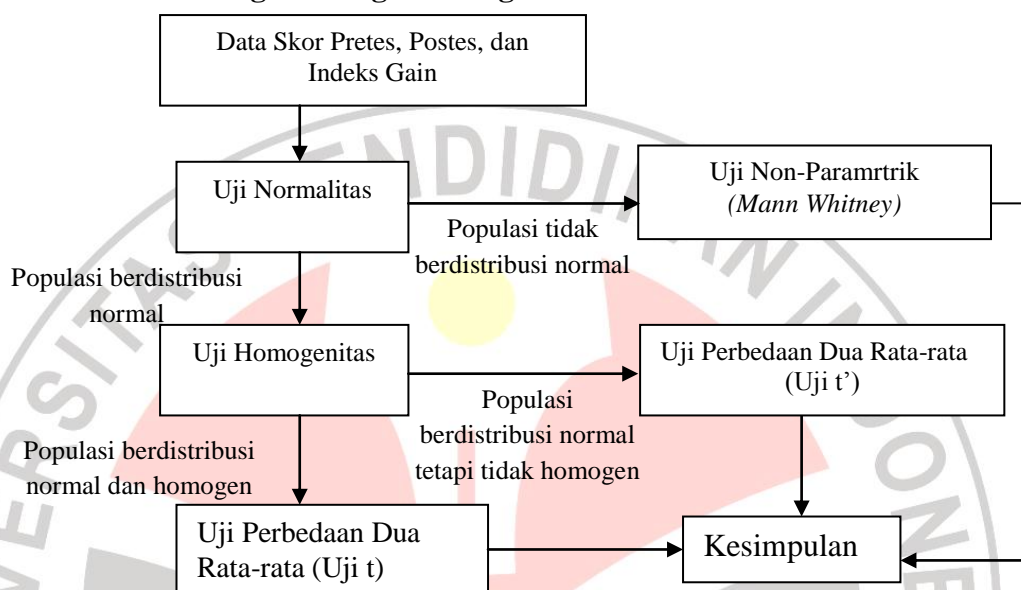 Data Skor Pretes, Postes, dan
Indeks Gain
Uji Normalitas
Uji Non-Paramrtrik
(Mann Whitney)
Populasi tidak
berdistribusi normal
Populasi berdistribusi
normal
Uji Homogenitas
Uji Perbedaan Dua Rata-rata
(Uji t’)
Populasi
berdistribusi normal
tetapi tidak homogen
Populasi berdistribusi
normal dan homogen
Uji Perbedaan Dua
Rata-rata (Uji t)
Kesimpulan